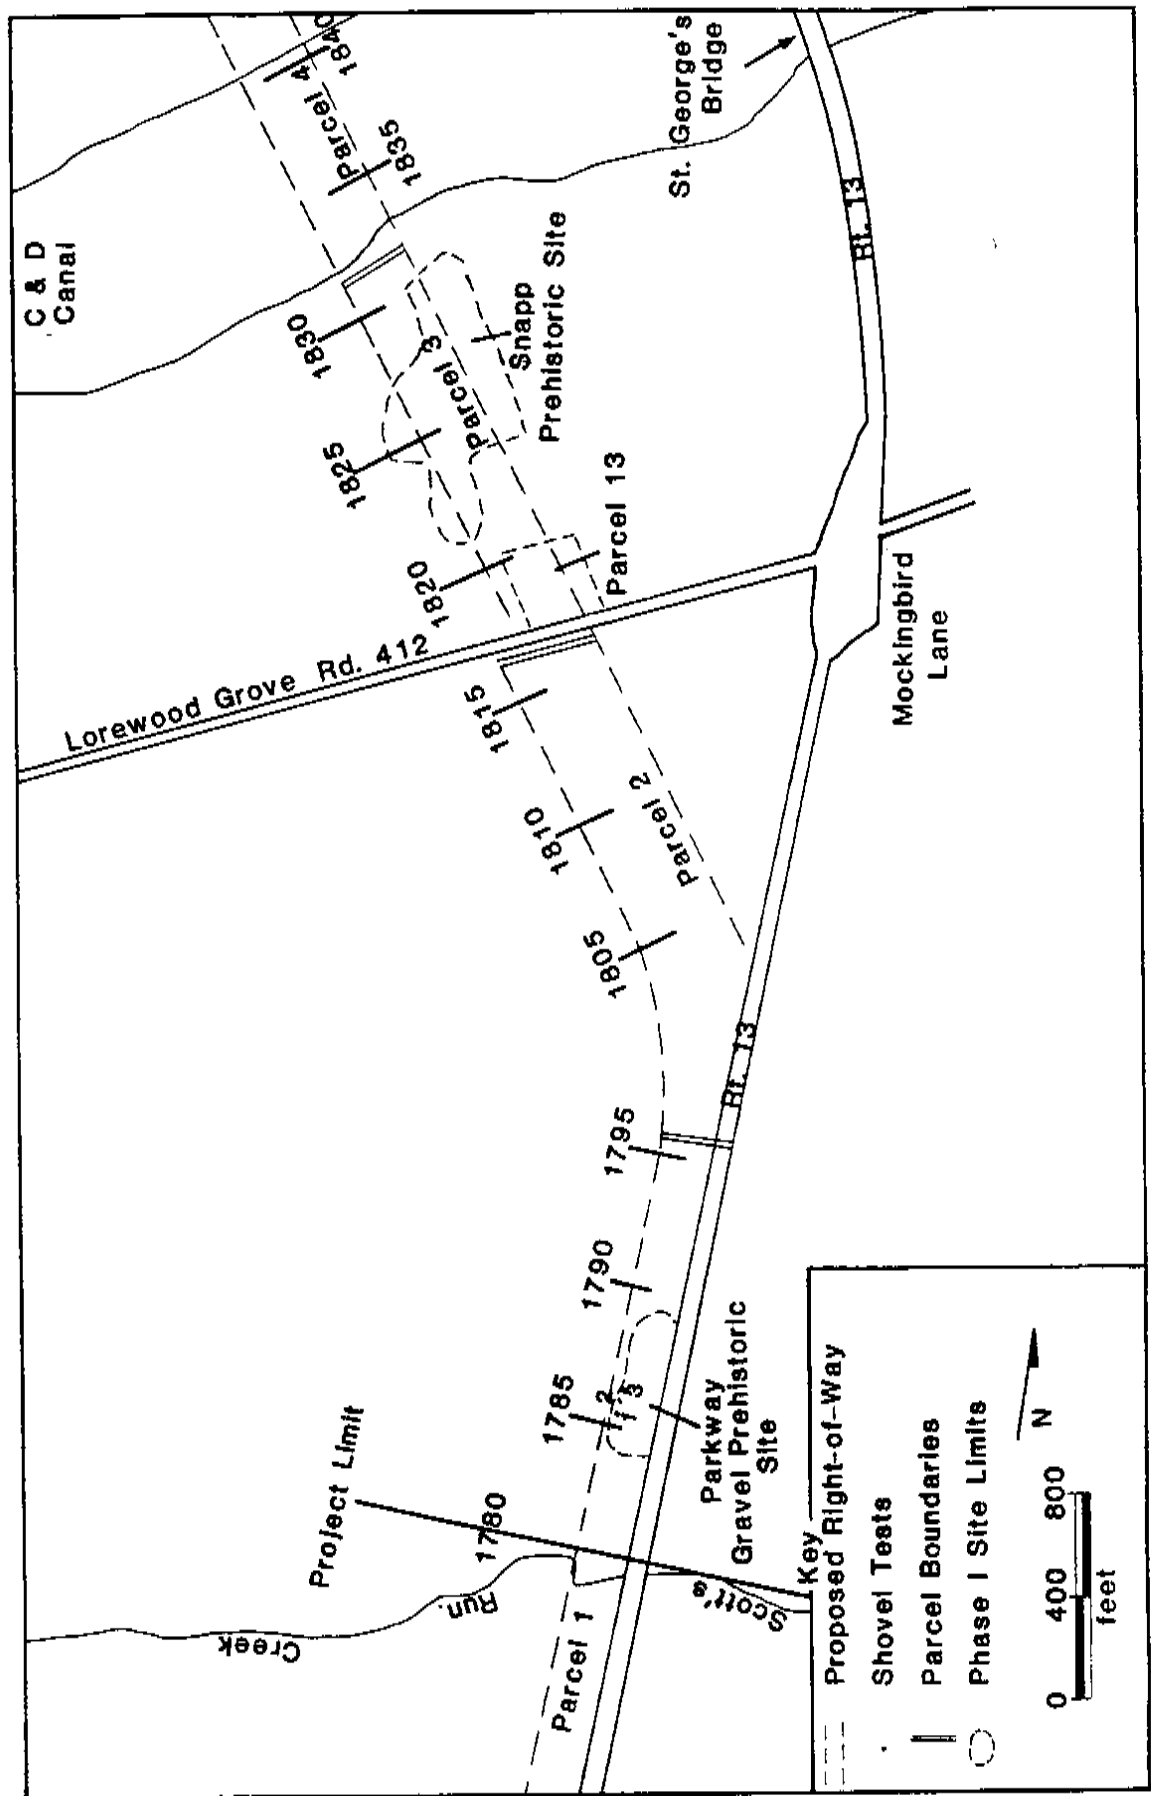 C & D
Canal
1840
Parcel 4
1835
St. George's
Bridge
1830
Parcel 3
Snapp
Prehistoric Site
Rt. 13
1825
1820
Parcel 13
Lorewood Grove Rd. 412
1815
Mockingbird
Lane
1810
Parcel 2
1805
Rt. 13
1795
1790
1785
1
2
3
Parkway
Gravel Prehistoric
Site
Project Limit
1780
Scott's
Run.
Creek
Parcel 1
Key
Proposed Right-of-Way
Shovel Tests
Parcel Boundaries
Phase I Site Limits
N
0 400 800
feet